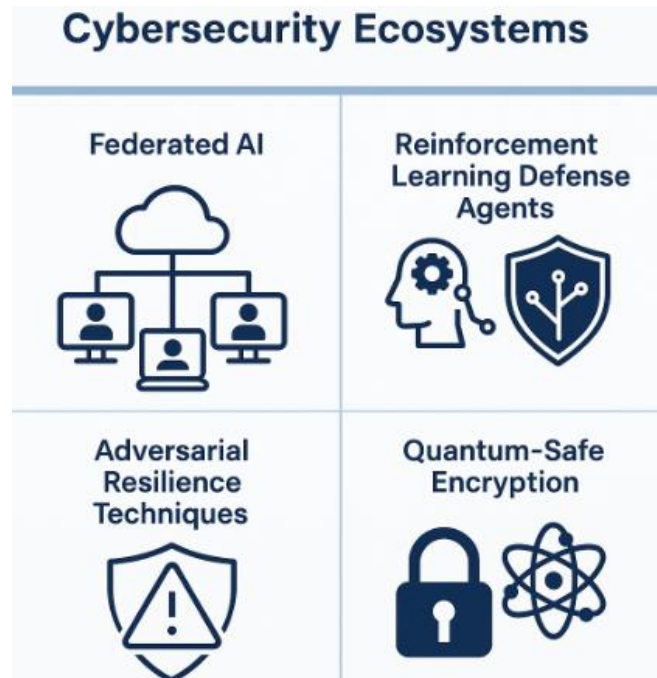 Cybersecurity Ecosystems
Federated AI
Reinforcement
Learning Defense
Agents
Adversarial
Resilience
Techniques
Quantum-Safe
Encryption